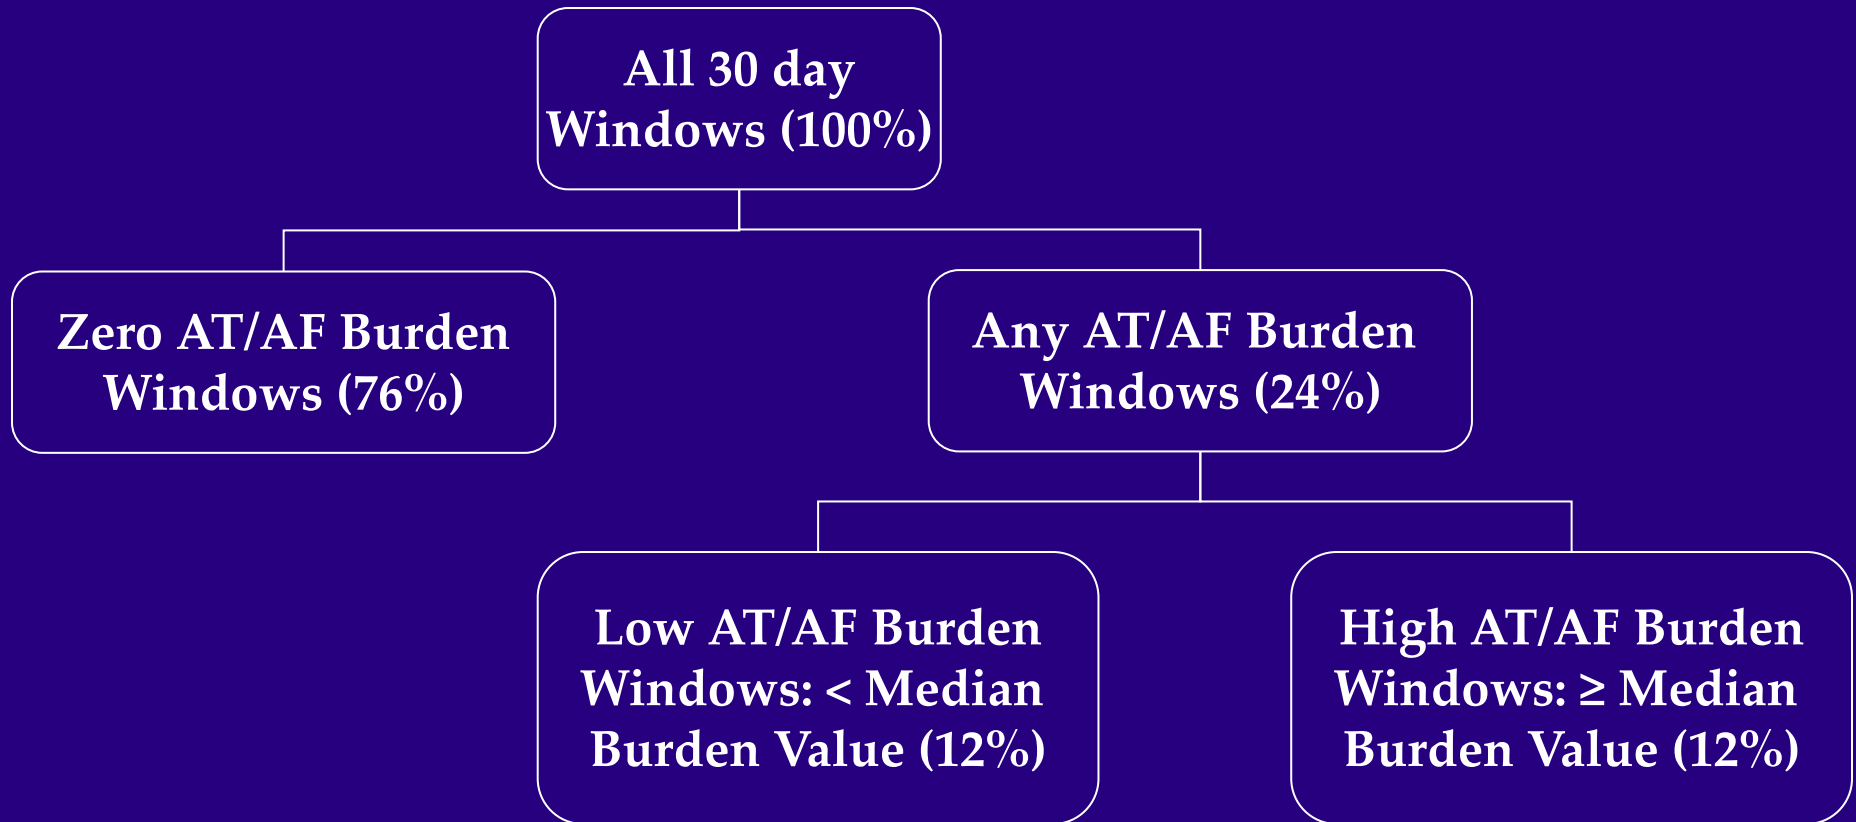 All 30 day
Windows (100%)
Zero AT/AF Burden
Windows (76%)
Any AT/AF Burden
Windows (24%)
Low AT/AF Burden
Windows: < Median
Burden Value (12%)
High AT/AF Burden
Windows: ≥ Median
Burden Value (12%)